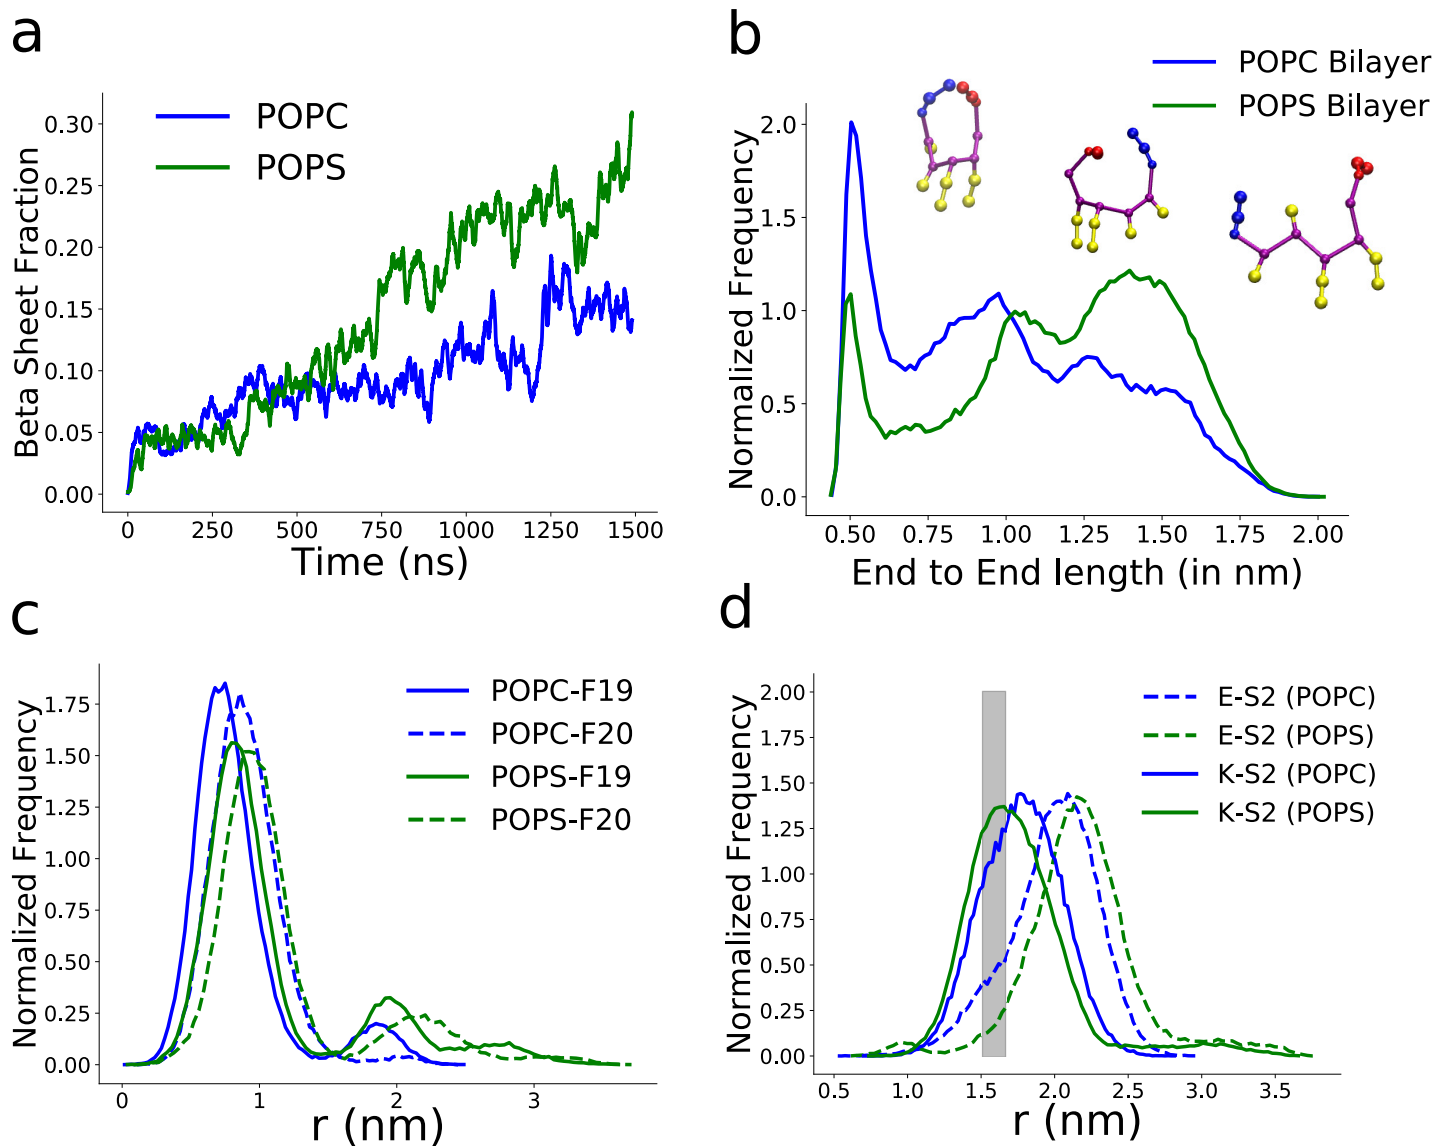 a
POPC
POPS
Beta Sheet Fraction
0.30
0.25
0.20
0.15
0.10
0.05
0.00
0 250 500 750 1000 1250 1500
Time (ns)
b
POPC Bilayer
POPS Bilayer
Normalized Frequency
2.0
1.5
1.0
0.5
0.0
0.50 0.75 1.00 1.25 1.50 1.75 2.00
End to End length (in nm)
c
POPC-F19
POPC-F20
POPS-F19
POPS-F20
Normalized Frequency
1.75
1.50
1.25
1.00
0.75
0.50
0.25
0.00
0 1 2 3
r (nm)
d
E-S2 (POPC)
E-S2 (POPS)
K-S2 (POPC)
K-S2 (POPS)
Normalized Frequency
2.00
1.75
1.50
1.25
1.00
0.75
0.50
0.25
0.00
0.5 1.0 1.5 2.0 2.5 3.0 3.5
r (nm)